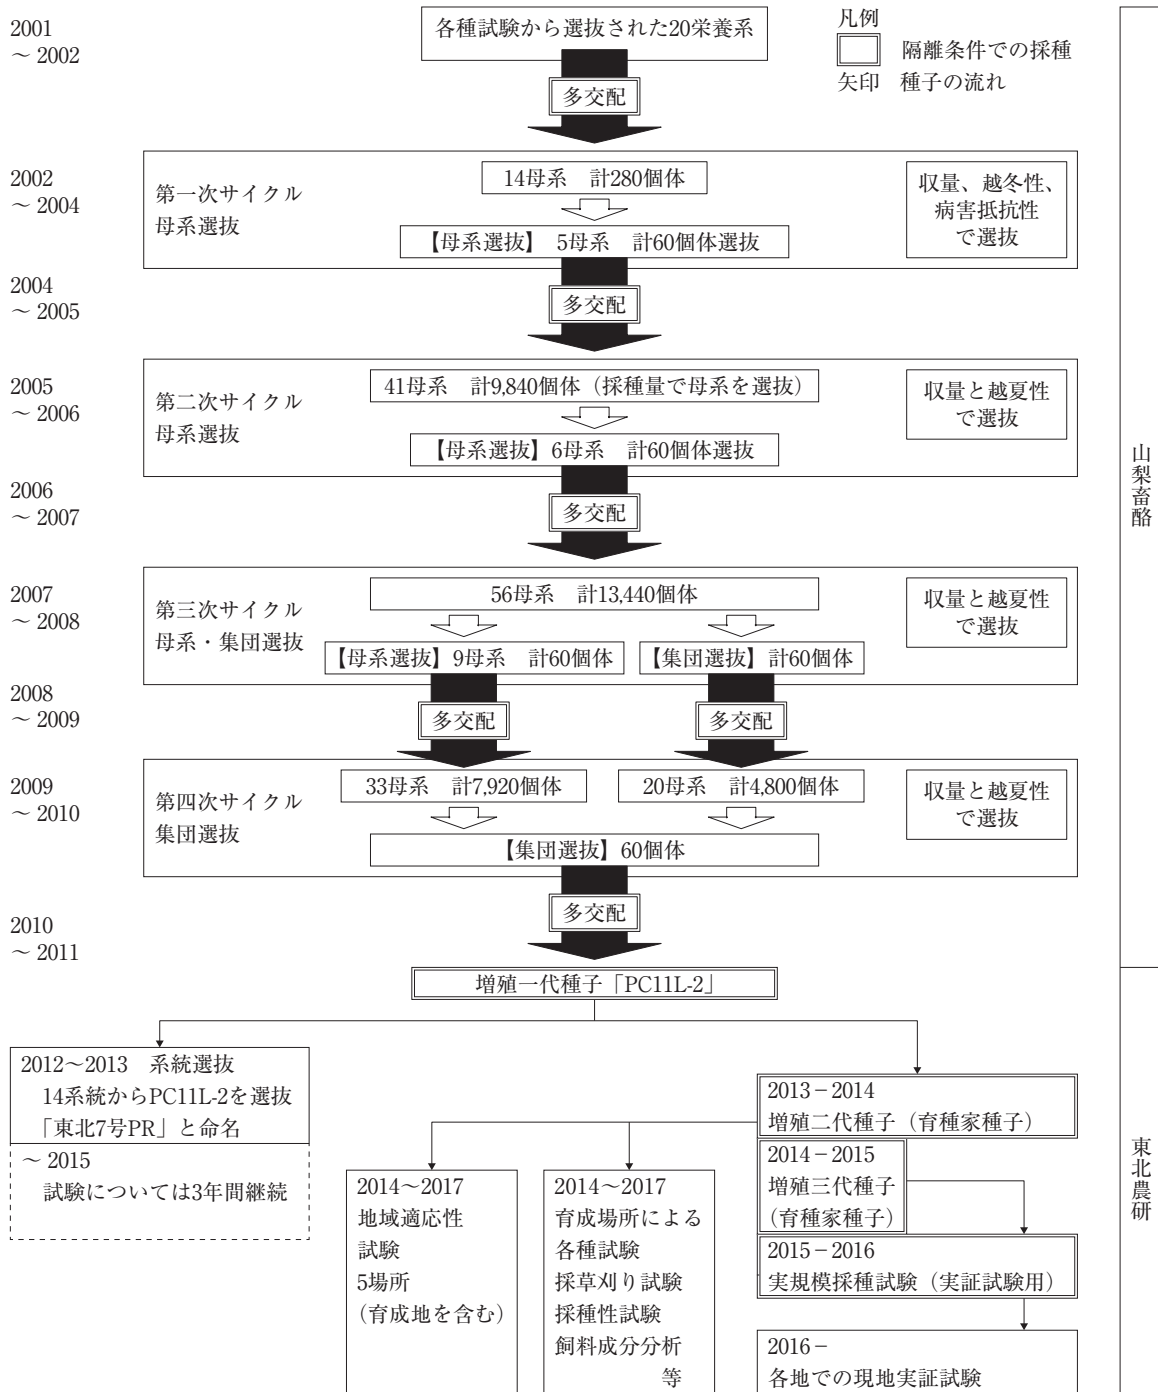 2001
～ 2002
各種試験から選抜された20栄養系
凡例
隔離条件での採種
矢印 種子の流れ
多交配
2002
～ 2004
第一次サイクル
母系選抜
14母系 計280個体
【母系選抜】 5母系 計60個体選抜
収量、越冬性、
病害抵抗性
で選抜
2004
～ 2005
多交配
2005
～ 2006
第二次サイクル
母系選抜
41母系 計9,840個体（採種量で母系を選抜）
【母系選抜】6母系 計60個体選抜
収量と越夏性
で選抜
2006
～ 2007
多交配
2007
～ 2008
第三次サイクル
母系・集団選抜
56母系 計13,440個体
【母系選抜】9母系 計60個体
【集団選抜】計60個体
収量と越夏性
で選抜
2008
～ 2009
多交配
多交配
2009
～ 2010
第四次サイクル
集団選抜
33母系 計7,920個体
20母系 計4,800個体
【集団選抜】60個体
収量と越夏性
で選抜
多交配
2010
～ 2011
増殖一代種子「PC11L-2」
山梨畜酪
東北農研
2012～2013 系統選抜
14系統からPC11L-2を選抜
「東北7号PR」と命名
～ 2015
試験については3年間継続
2014～2017
地域適応性
試験
5場所
(育成地を含む)
2014～2017
育成場所による
各種試験
採草刈り試験
採種性試験
飼料成分分析
等
2013－2014
増殖二代種子（育種家種子）
2014－2015
増殖三代種子
(育種家種子)
2015－2016
実規模採種試験（実証試験用）
2016－
各地での現地実証試験